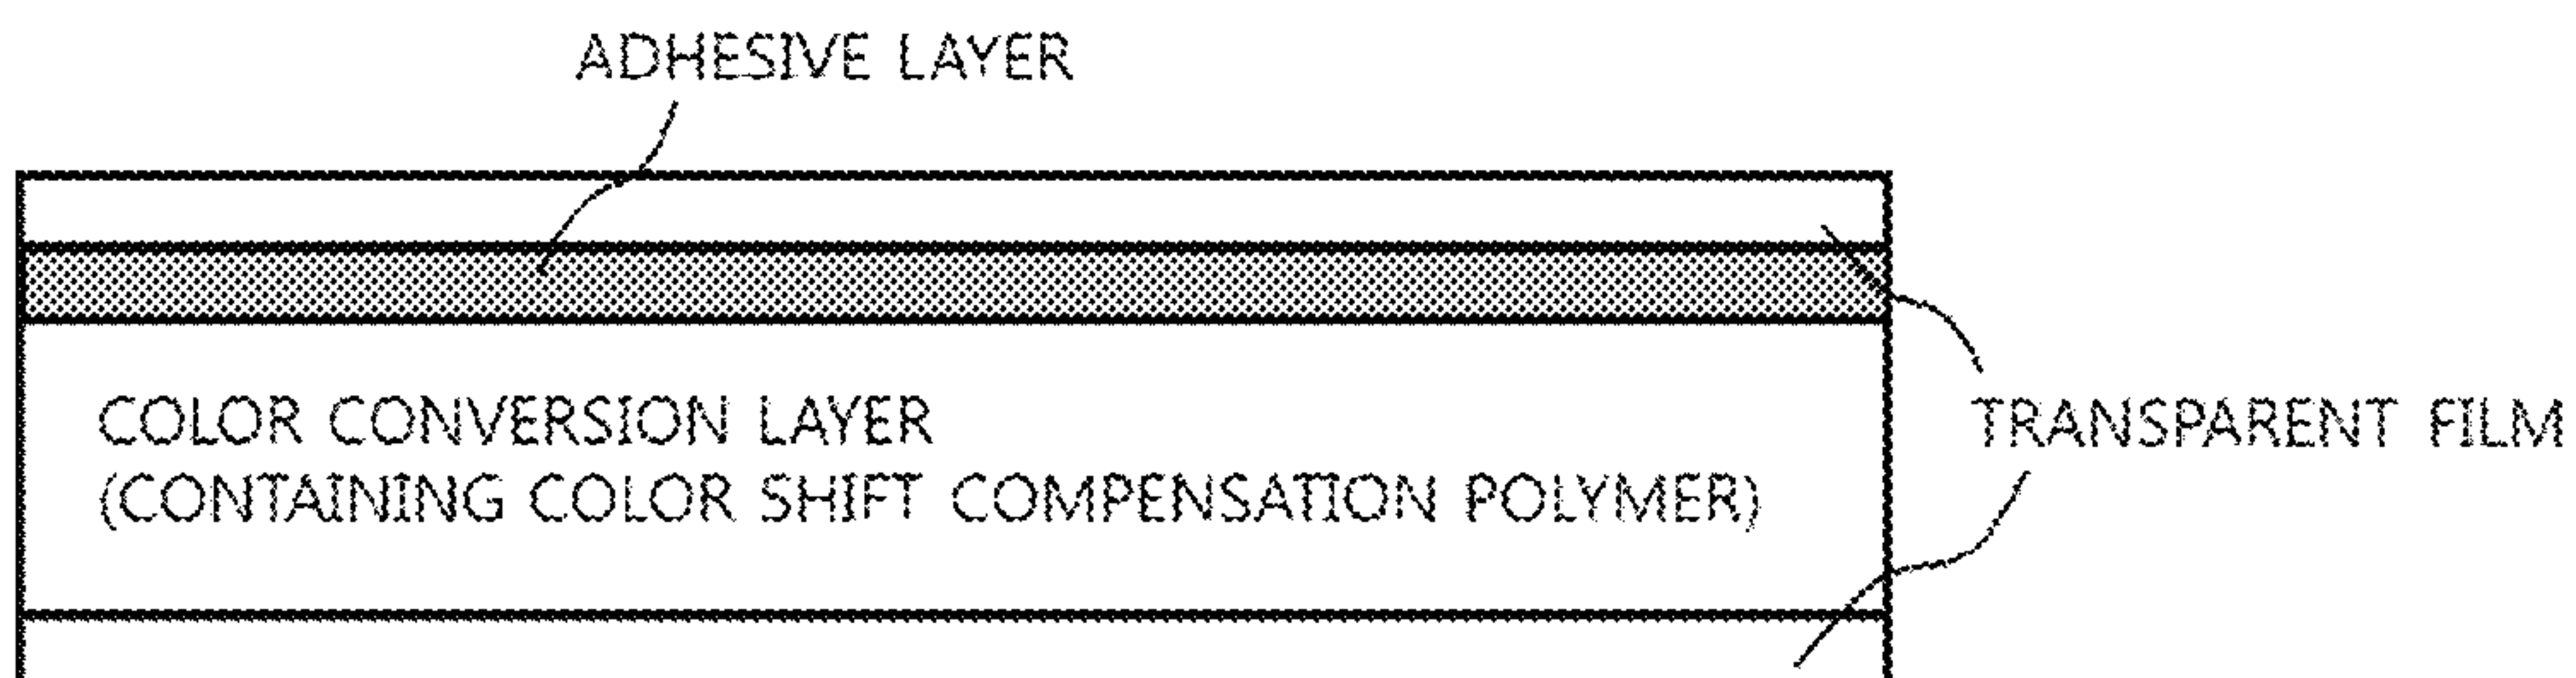 ADHESIVE LAYER
COLOR CONVERSION LAYER
(CONTAINING COLOR SHIFT COMPENSATION POLYMER)
TRANSPARENT FILM